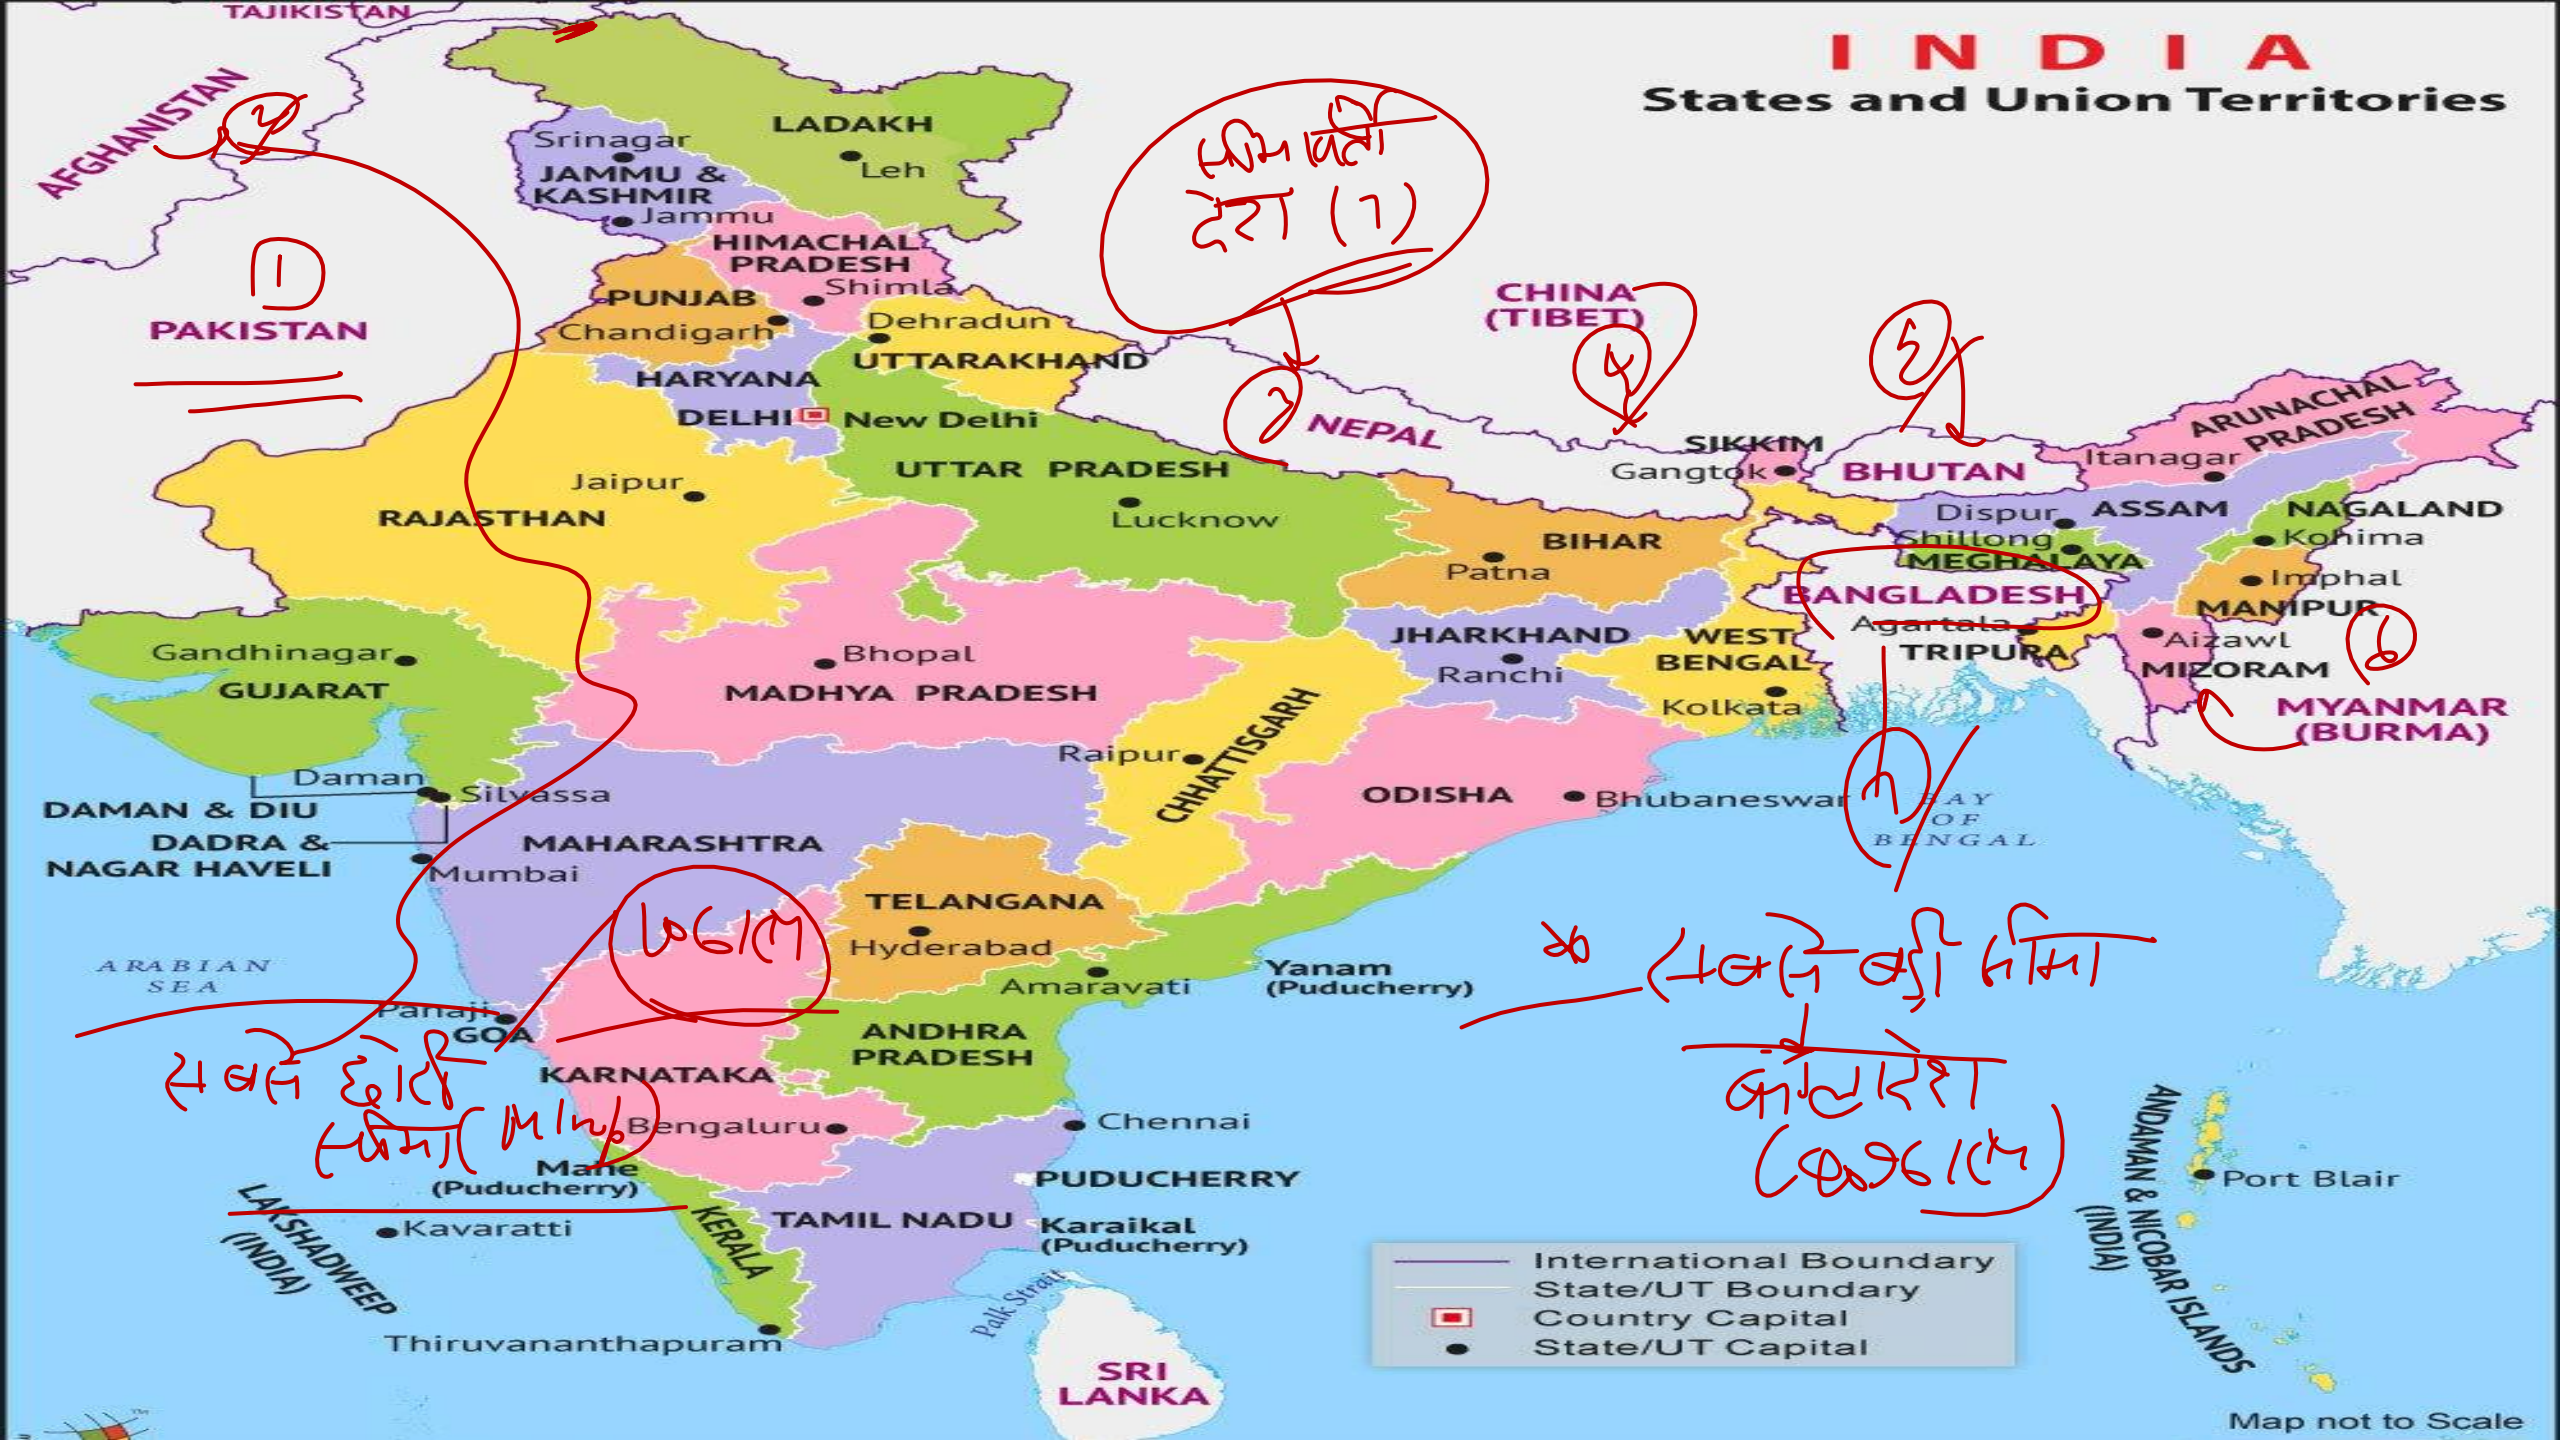 TAJIKISTAN
INDIA
States and Union Territories
AFGHANISTAN
LADAKH
Leh
Srinagar
JAMMU &
KASHMIR
Jammu
सीमावर्ती
देश (7)
1
PAKISTAN
HIMACHAL
PRADESH
Shimla
PUNJAB
Chandigarh
Dehradun
UTTARAKHAND
CHINA
(TIBET)
4
5
HARYANA
DELHI
New Delhi
3
NEPAL
SIKKIM
Gangtok
BHUTAN
ARUNACHAL
PRADESH
Itanagar
UTTAR PRADESH
Lucknow
Jaipur
RAJASTHAN
BIHAR
Patna
Dispur
ASSAM
NAGALAND
Kohima
Shillong
MEGHALAYA
BANGLADESH
Imphal
MANIPUR
Agartala
TRIPURA
Aizawl
MIZORAM
6
MYANMAR
(BURMA)
Gandhinagar
GUJARAT
Bhopal
MADHYA PRADESH
JHARKHAND
Ranchi
WEST
BENGAL
Kolkata
Raipur
CHHATTISGARH
ODISHA
Bhubaneswar
BAY
OF
BENGAL
Daman
DAMAN & DIU
Silvassa
DADRA &
NAGAR HAVELI
MAHARASHTRA
Mumbai
TELANGANA
Hyderabad
Amaravati
Yanam
(Puducherry)
ARABIAN
SEA
Panaji
GOA
ANDHRA
PRADESH
KARNATAKA
Bengaluru
सबसे छोटी
सीमा
सबसे बड़ी सीमा
बांग्लादेश
Chennai
Mahe
(Puducherry)
PUDUCHERRY
LAKSHADWEEP
(INDIA)
Kavaratti
KERALA
TAMIL NADU
Karaikal
(Puducherry)
Thiruvananthapuram
Palk Strait
SRI
LANKA
ANDAMAN & NICOBAR ISLANDS
(INDIA)
Port Blair
International Boundary
State/UT Boundary
Country Capital
State/UT Capital
Map not to Scale